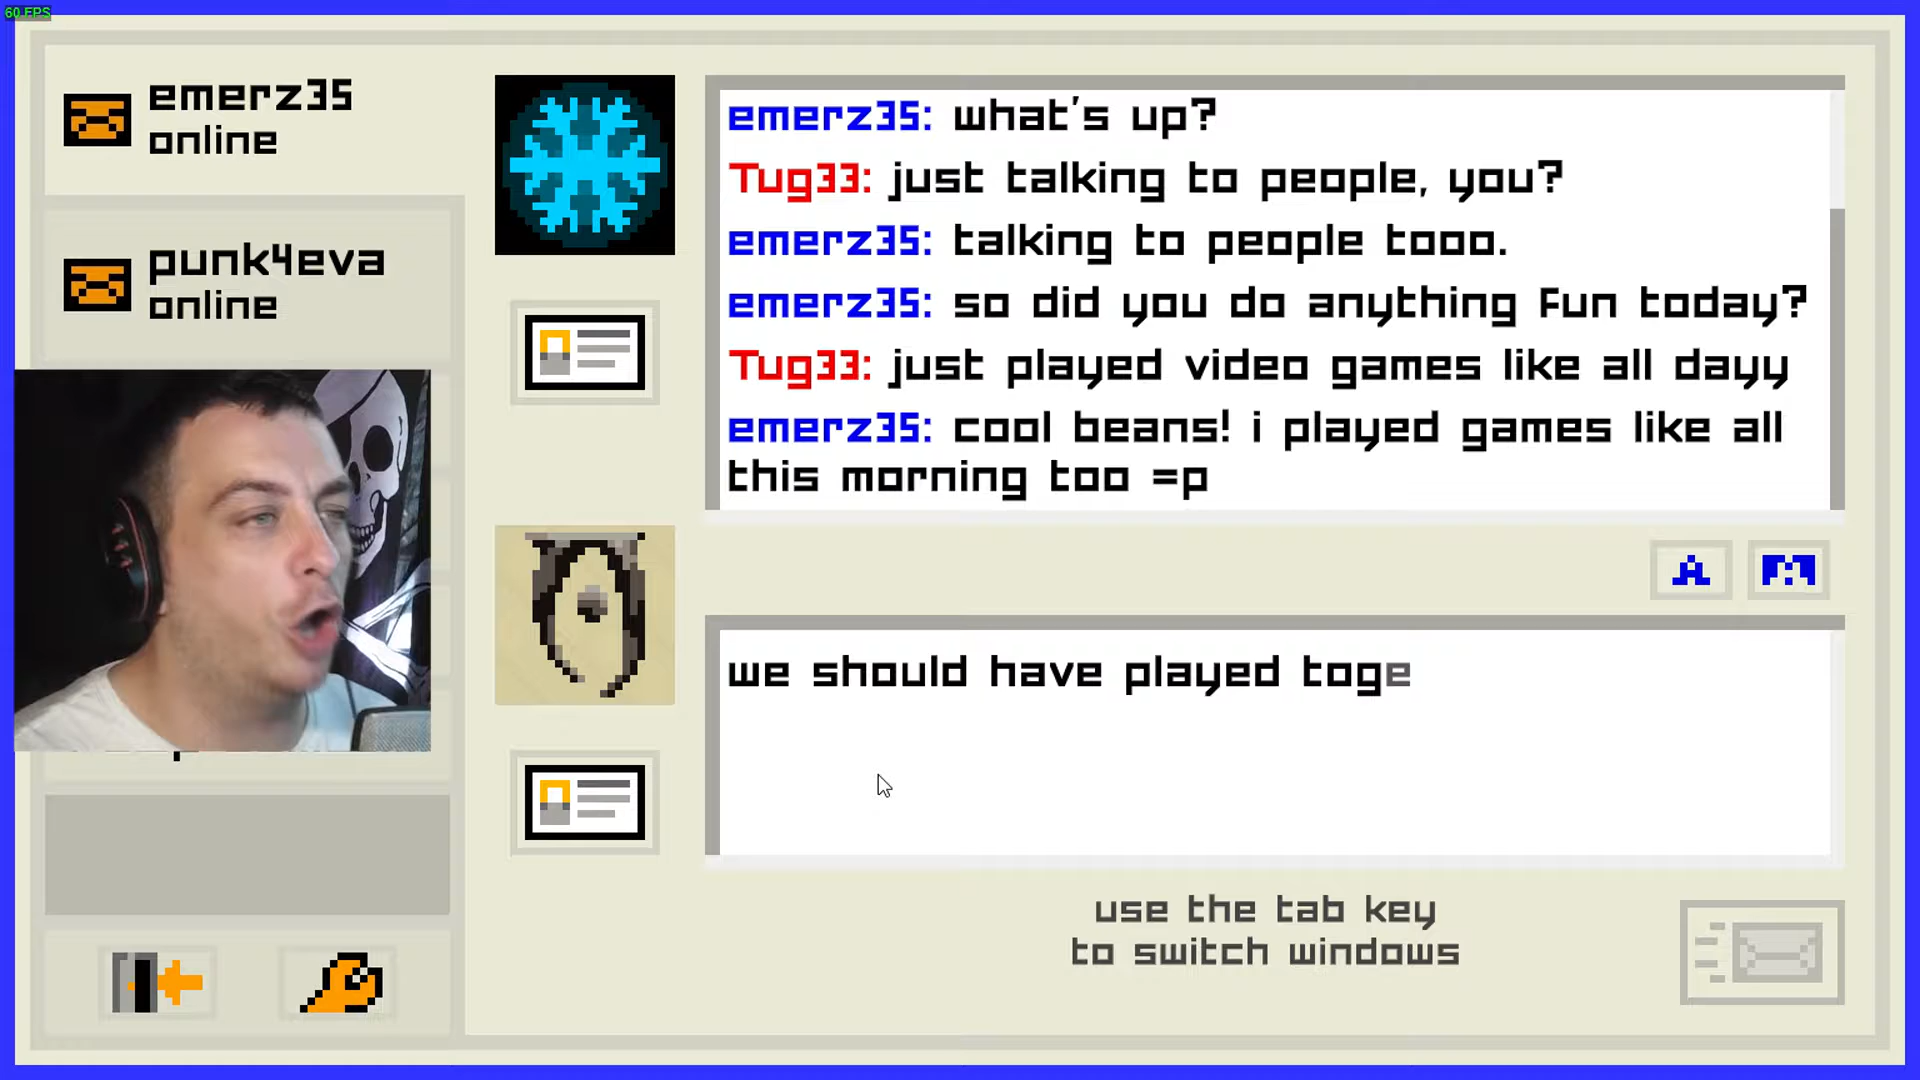 60 FPS
emerz35
online
punk4eva
online
emerz35: what's up?
Tug33: just talking to people, you?
emerz35: talking to people tooo.
emerz35: so did you do anything fun today?
Tug33: just played video games like all dayy
emerz35: cool beans! i played games like all
this morning too =p
A
we should have played toge
use the tab key
to switch windows